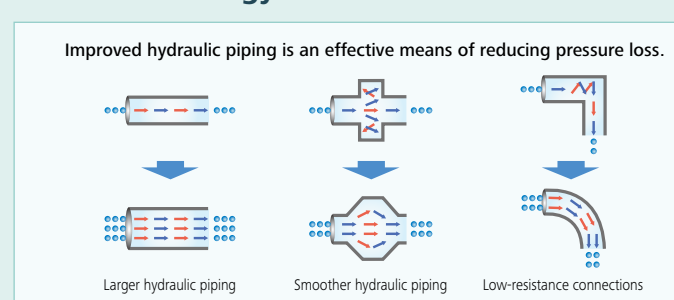 Improved hydraulic piping is an effective means of reducing pressure loss.
Larger hydraulic piping
Smoother hydraulic piping
Low-resistance connections